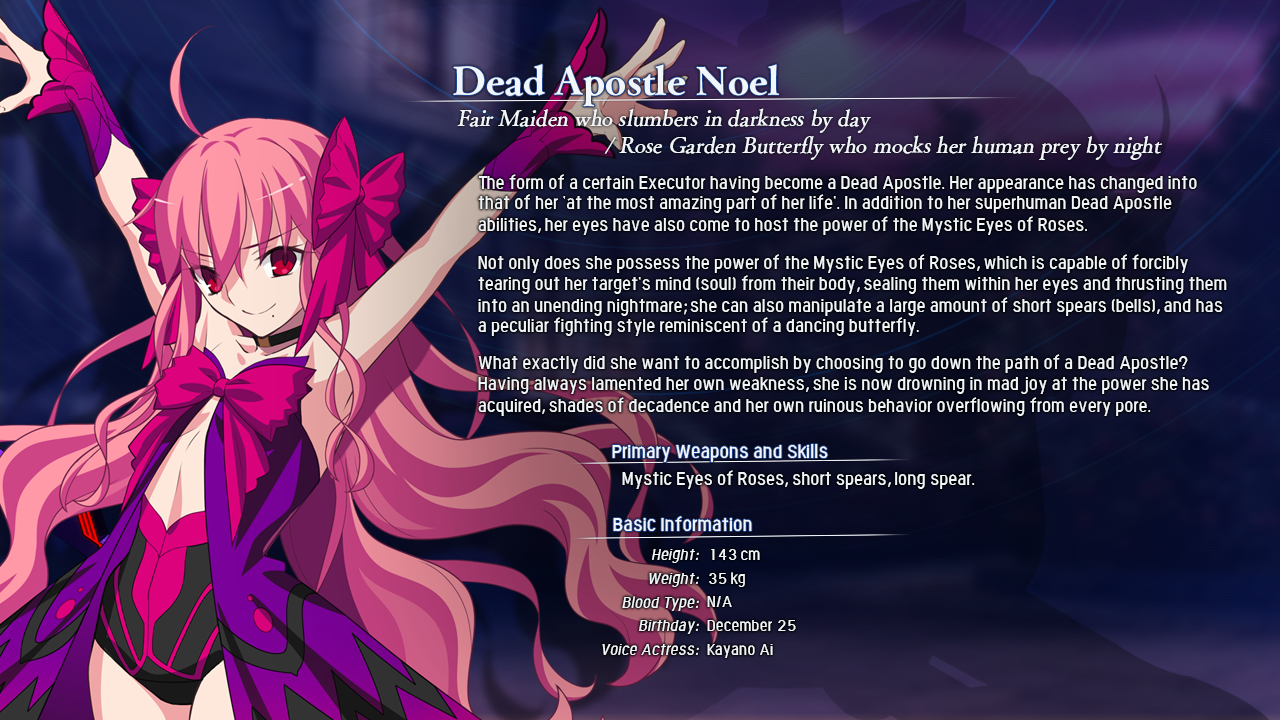 Dead Apostle Noel
Fair Maiden who slumbers in darkness by day
/ Rose Garden Butterfly who mocks her human prey by night
The form of a certain Executor having become a Dead Apostle. Her appearance has changed into
that of her 'at the most amazing part of her life'. In addition to her superhuman Dead Apostle
abilities, her eyes have also come to host the power of the Mystic Eyes of Roses.
Not only does she possess the power of the Mystic Eyes of Roses, which is capable of forcibly
tearing out her target's mind (soul) from their body, sealing them within her eyes and thrusting them
into an unending nightmare; she can also manipulate a large amount of short spears (bells), and has
a peculiar fighting style reminiscent of a dancing butterfly.
What exactly did she want to accomplish by choosing to go down the path of a Dead Apostle?
Having always lamented her own weakness, she is now drowning in mad joy at the power she has
acquired, shades of decadence and her own ruinous behavior overflowing from every pore.
Primary Weapons and Skills
Mystic Eyes of Roses, short spears, long spear.
Basic Information
Height: 143 cm
Weight: 35 kg
Blood Type: N/A
Birthday: December 25
Voice Actress: Kayano Ai